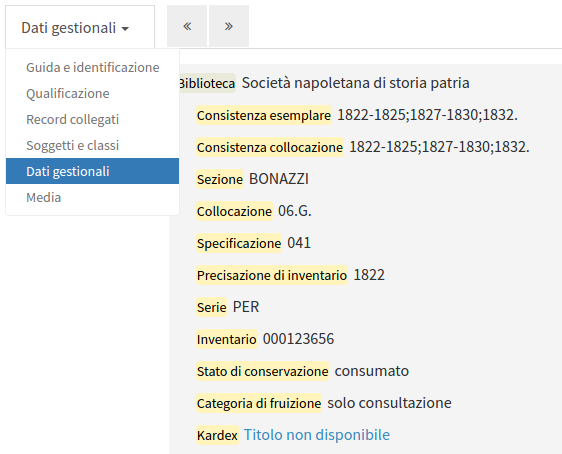 Dati gestionali
«
»
Guida e identificazione
Qualificazione
Record collegati
Soggetti e classi
Dati gestionali
Media
Biblioteca Società napoletana di storia patria
Consistenza esemplare 1822-1825;1827-1830;1832.
Consistenza collocazione 1822-1825;1827-1830;1832.
Sezione BONAZZI
Collocazione 06.G.
Specificazione 041
Precisazione di inventario 1822
Serie PER
Inventario 000123656
Stato di conservazione consumato
Categoria di fruizione solo consultazione
Kardex Titolo non disponibile